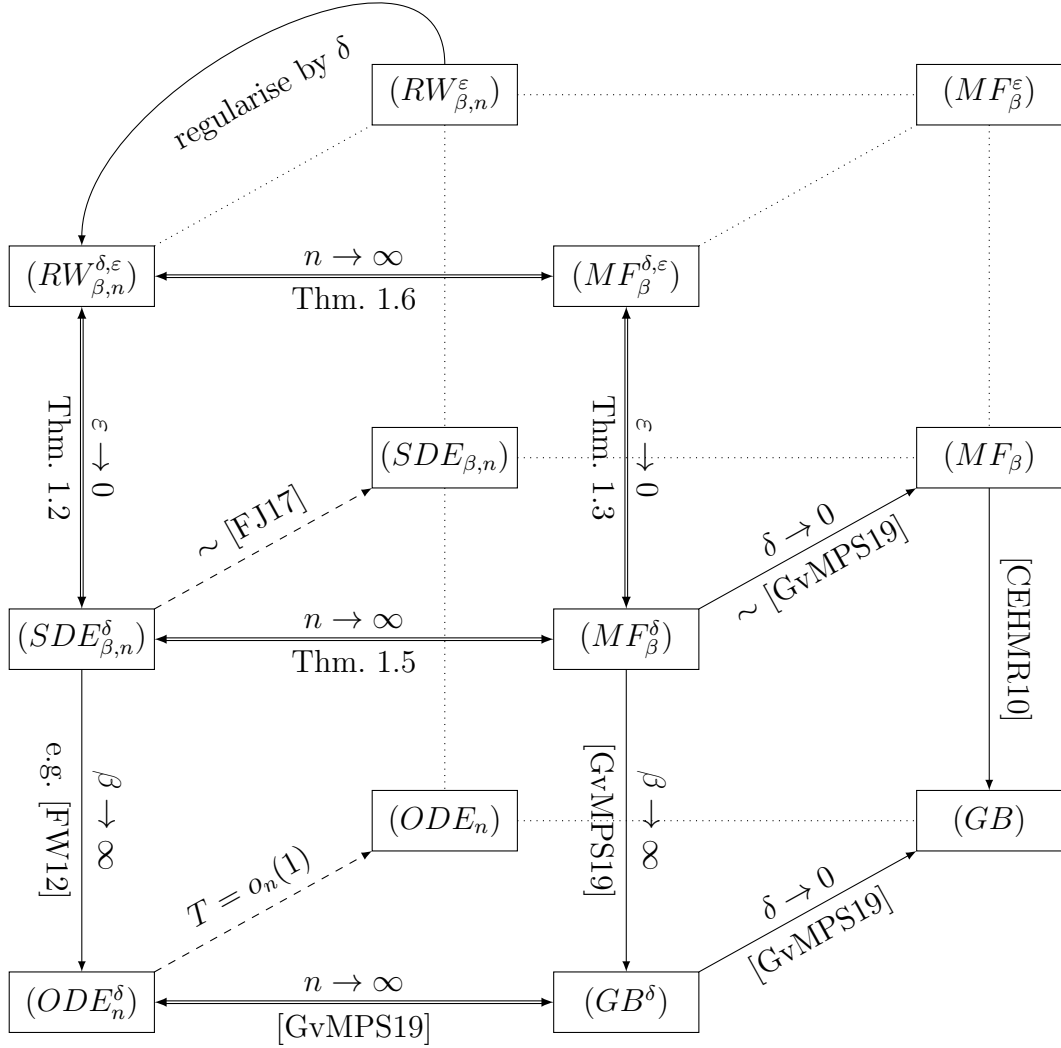 regularise by δ
(RW^ε_{β,n})
(MF^ε_β)
(RW^{δ,ε}_{β,n})
n → ∞
Thm. 1.6
(MF^{δ,ε}_β)
Thm. 1.2
ε → 0
Thm. 1.3
ε → 0
(SDE_{β,n})
(MF_β)
∼ [FJ17]
δ → 0
∼ [GvMPS19]
(SDE^δ_{β,n})
n → ∞
Thm. 1.5
(MF^δ_β)
[CEHMR10]
e.g. [FW12]
β → ∞
[GvMPS19]
β → ∞
(ODE_n)
(GB)
T = o_n(1)
δ → 0
[GvMPS19]
(ODE^δ_n)
n → ∞
[GvMPS19]
(GB^δ)